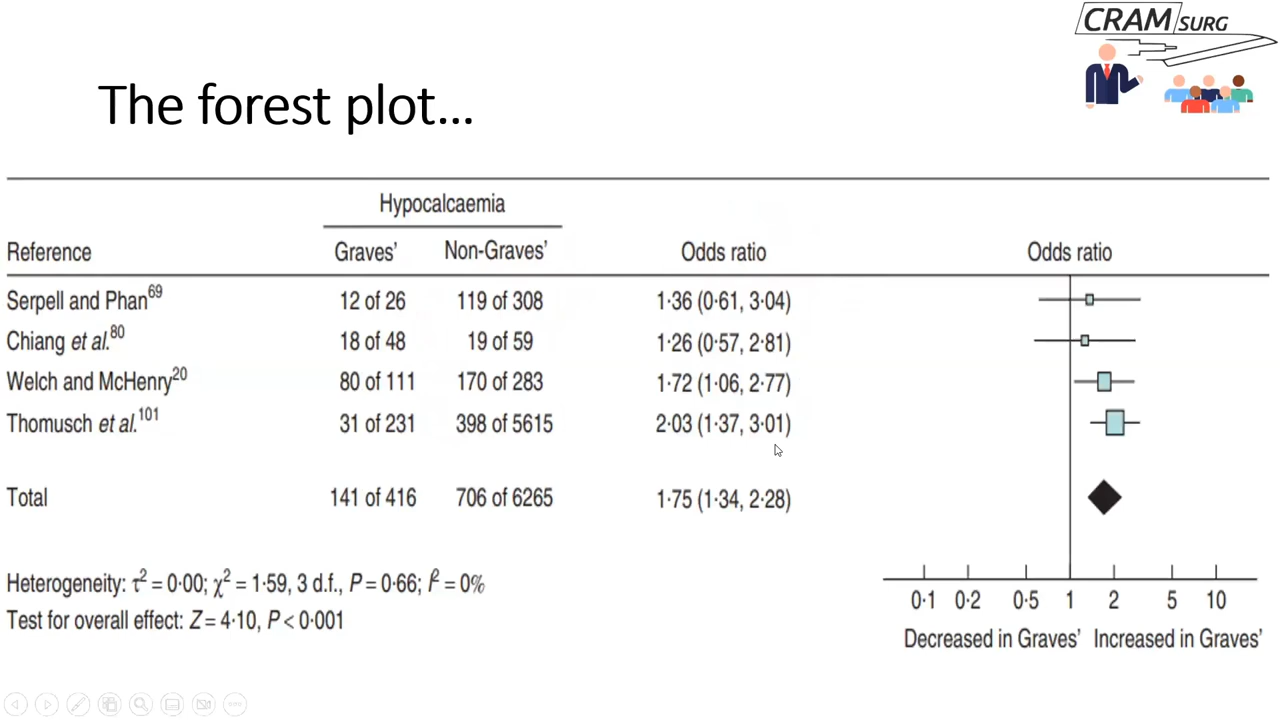 CRAM SURG
The forest plot...
Hypocalcaemia
Reference Graves' Non-Graves' Odds ratio Odds ratio
Serpell and Phan69 12 of 26 119 of 308 1·36 (0·61, 3·04)
Chiang et al.80 18 of 48 19 of 59 1·26 (0·57, 2·81)
Welch and McHenry20 80 of 111 170 of 283 1·72 (1·06, 2·77)
Thomusch et al.101 31 of 231 398 of 5615 2·03 (1·37, 3·01)
Total 141 of 416 706 of 6265 1·75 (1·34, 2·28)
Heterogeneity: τ² = 0·00; χ² = 1·59, 3 d.f., P = 0·66; I² = 0%
Test for overall effect: Z = 4·10, P < 0·001
0·1 0·2 0·5 1 2 5 10
Decreased in Graves' Increased in Graves'